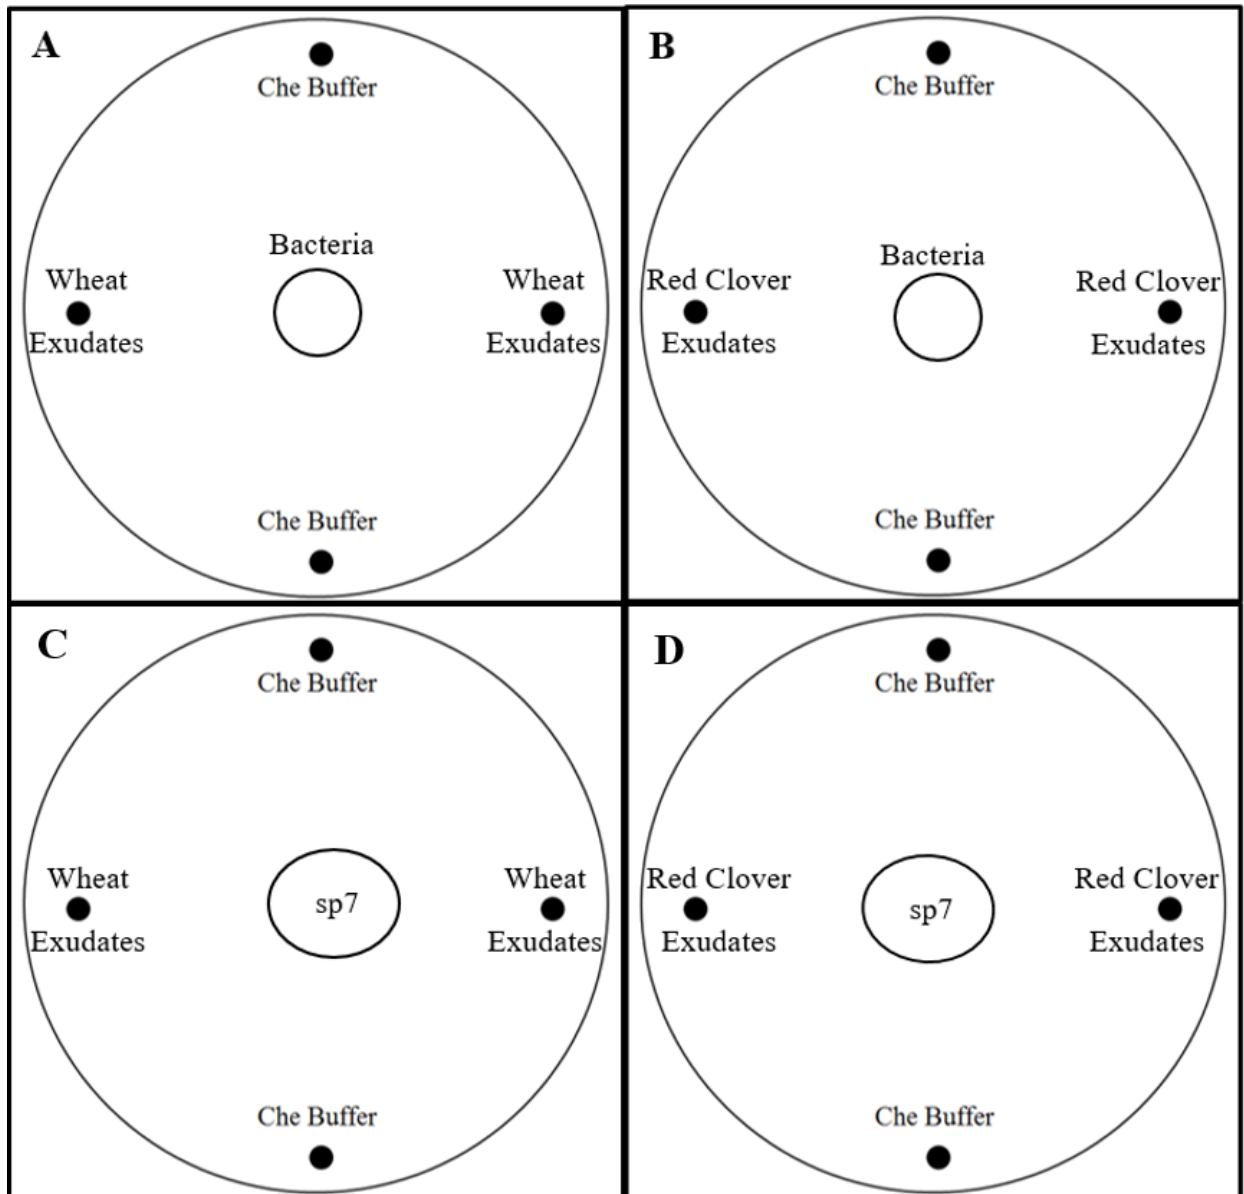 A
Che Buffer
Bacteria
Wheat
Exudates
Wheat
Exudates
Che Buffer
B
Che Buffer
Bacteria
Red Clover
Exudates
Red Clover
Exudates
Che Buffer
C
Che Buffer
Wheat
Exudates
sp7
Wheat
Exudates
Che Buffer
D
Che Buffer
Red Clover
Exudates
sp7
Red Clover
Exudates
Che Buffer